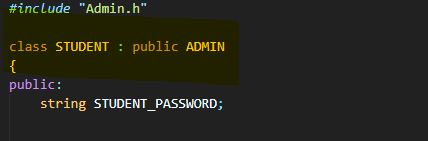 #include "Admin.h"
class STUDENT : public ADMIN
{
public:
string STUDENT_PASSWORD;